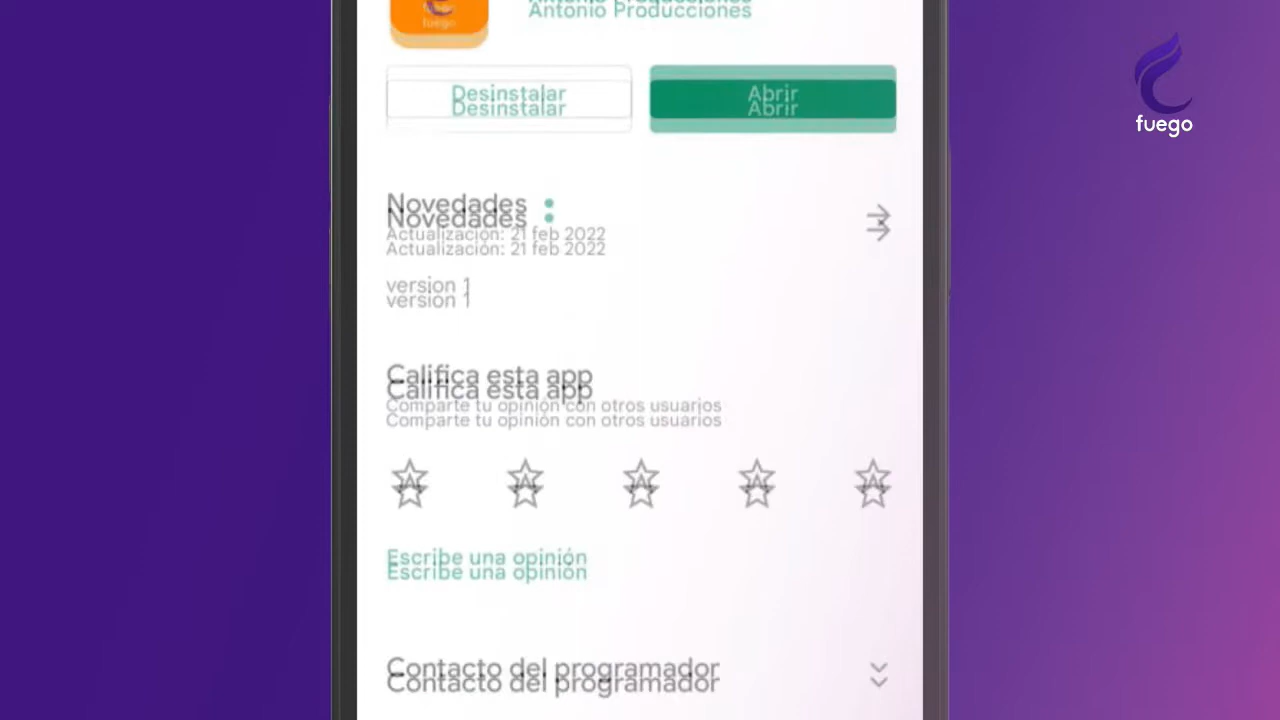 fuego
Antonio Producciones
Desinstalar
Abrir
fuego
Novedades
Actualización: 21 feb 2022
version 1
Califica esta app
Comparte tu opinión con otros usuarios
Escribe una opinión
Contacto del programador